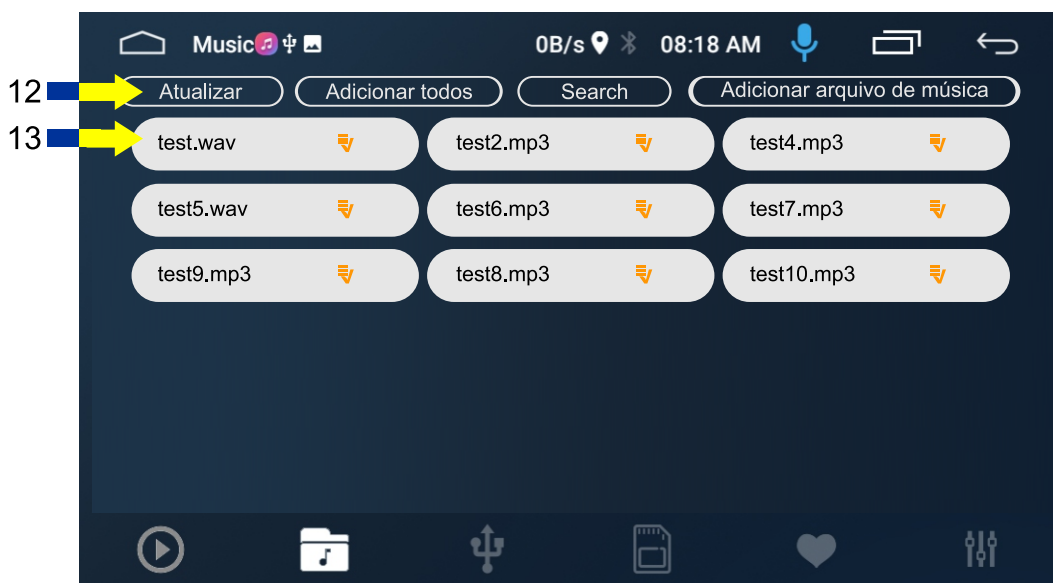 Music 0B/s 08:18 AM
12 Atualizar Adicionar todos Search Adicionar arquivo de música
13 test.wav test2.mp3 test4.mp3
test5.wav test6.mp3 test7.mp3
test9.mp3 test8.mp3 test10.mp3